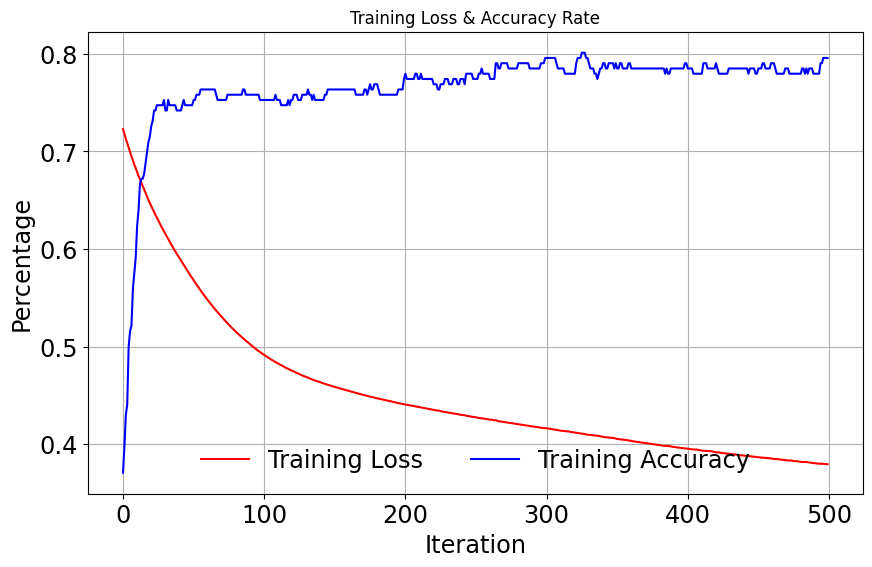 Training Loss & Accuracy Rate
0.8
0.7
0.6
0.5
0.4
Percentage
Training Loss
Training Accuracy
0 100 200 300 400 500
Iteration